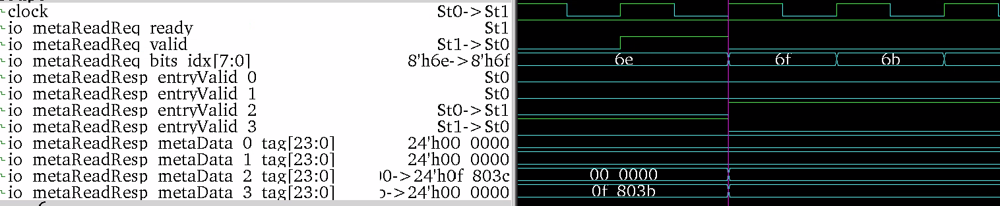 clock St0->St1
io metaReadReq ready St1
io metaReadReq valid St1->St0
io metaReadReq bits idx[7:0] 8'h6e->8'h6f 6e 6f 6b
io metaReadResp entryValid 0 St0
io metaReadResp entryValid 1 St0
io metaReadResp entryValid 2 St0->St1
io metaReadResp entryValid 3 St1->St0
io metaReadResp metaData 0 tag[23:0] 24'h00 0000
io metaReadResp metaData 1 tag[23:0] 24'h00 0000
io metaReadResp metaData 2 tag[23:0] 0->24'h0f 803c 00 0000
io metaReadResp metaData 3 tag[23:0] ->24'h00 0000 0f 803b